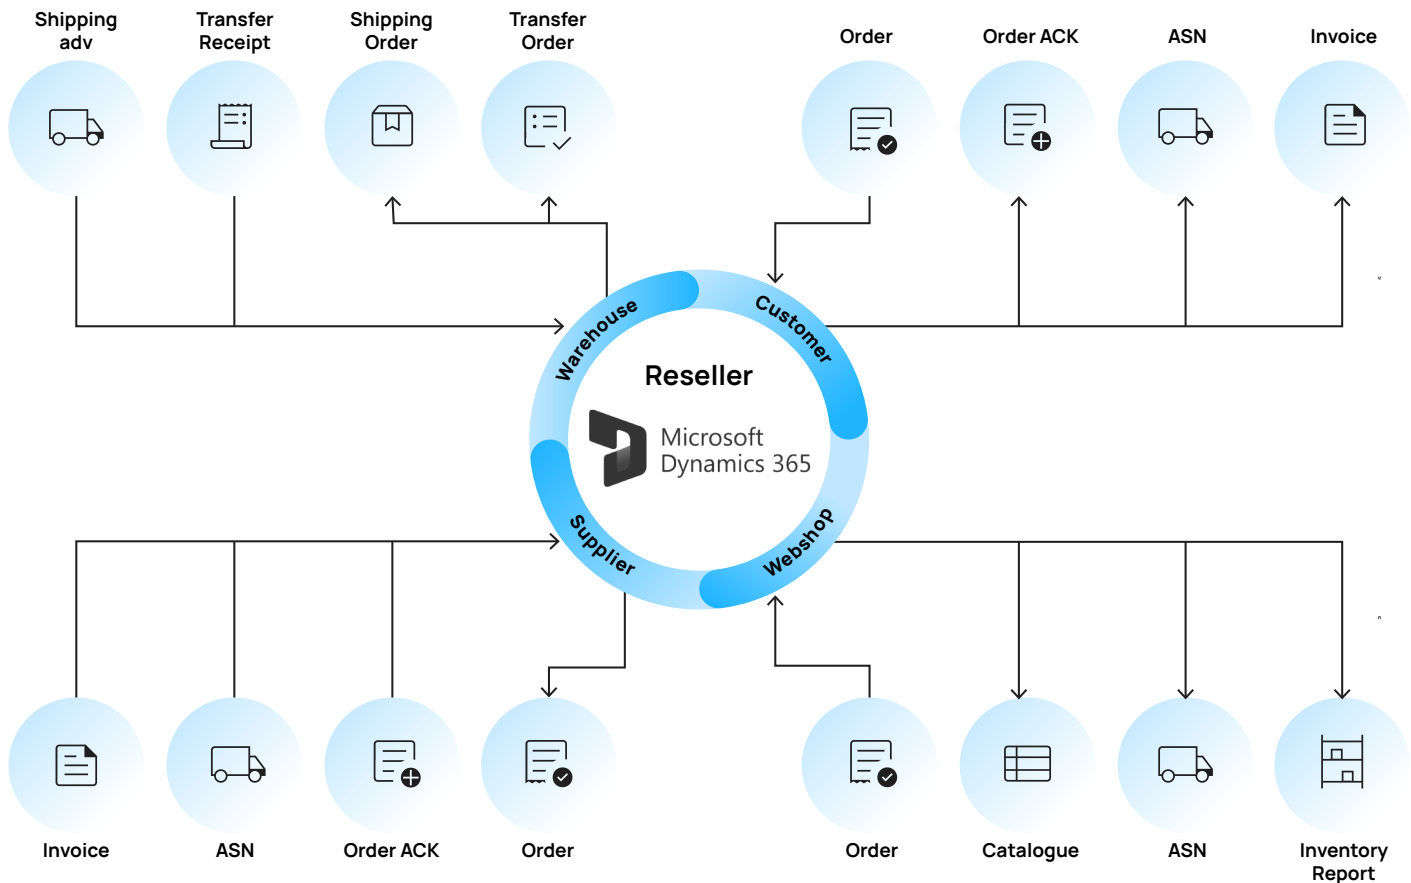 Shipping
adv
Transfer
Receipt
Shipping
Order
Transfer
Order
Order
Order ACK
ASN
Invoice
Warehouse
Customer
Reseller
Microsoft
Dynamics 365
Supplier
Webshop
Invoice
ASN
Order ACK
Order
Order
Catalogue
ASN
Inventory
Report